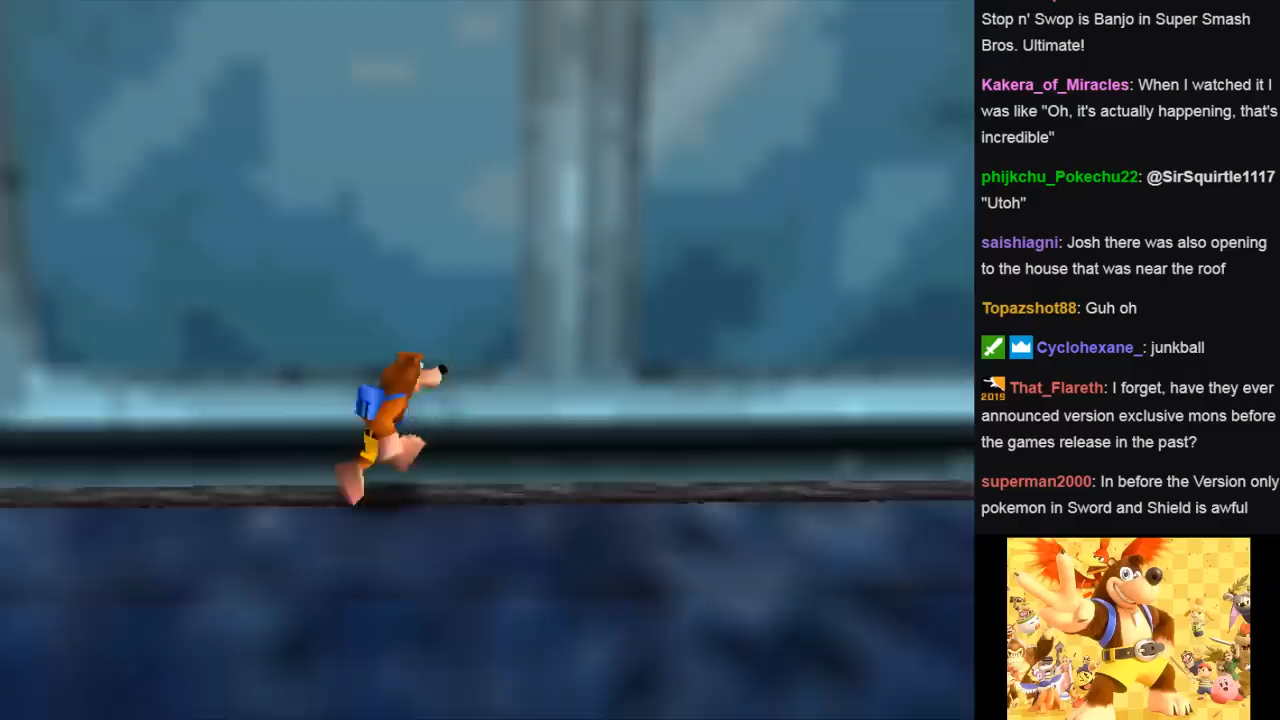 Stop n' Swop is Banjo in Super Smash
Bros. Ultimate!
Kakera_of_Miracles: When I watched it I
was like "Oh, it's actually happening, that's
incredible"
phijkchu_Pokechu22: @SirSquirtle1117
"Utoh"
saishiagni: Josh there was also opening
to the house that was near the roof
Topazshot88: Guh oh
Cyclohexane_: junkball
2019 That_Flareth: I forget, have they ever
announced version exclusive mons before
the games release in the past?
superman2000: In before the Version only
pokemon in Sword and Shield is awful